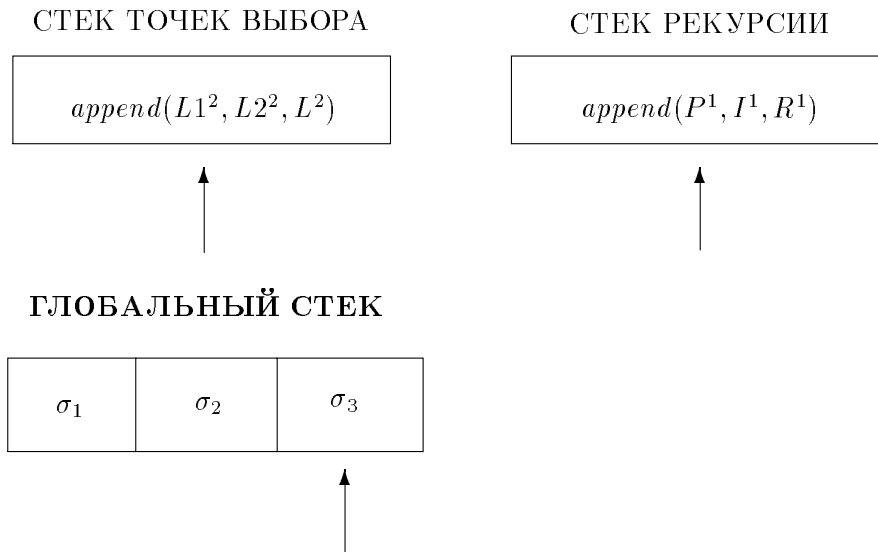 СТЕК ТОЧЕК ВЫБОРА
СТЕК РЕКУРСИИ
append(L1², L2², L²)
append(P¹, I¹, R¹)
ГЛОБАЛЬНЫЙ СТЕК
σ₁ σ₂ σ₃